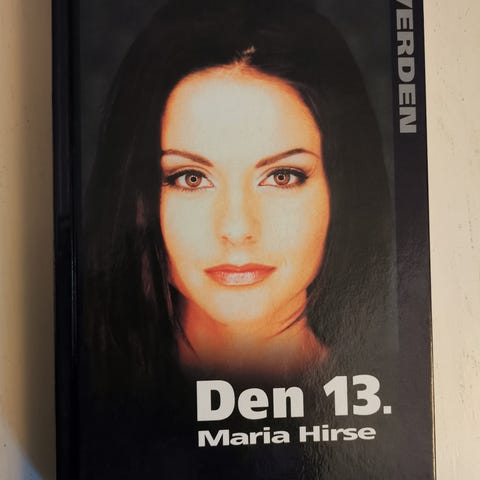 VERDEN
Den 13.
Maria Hirse